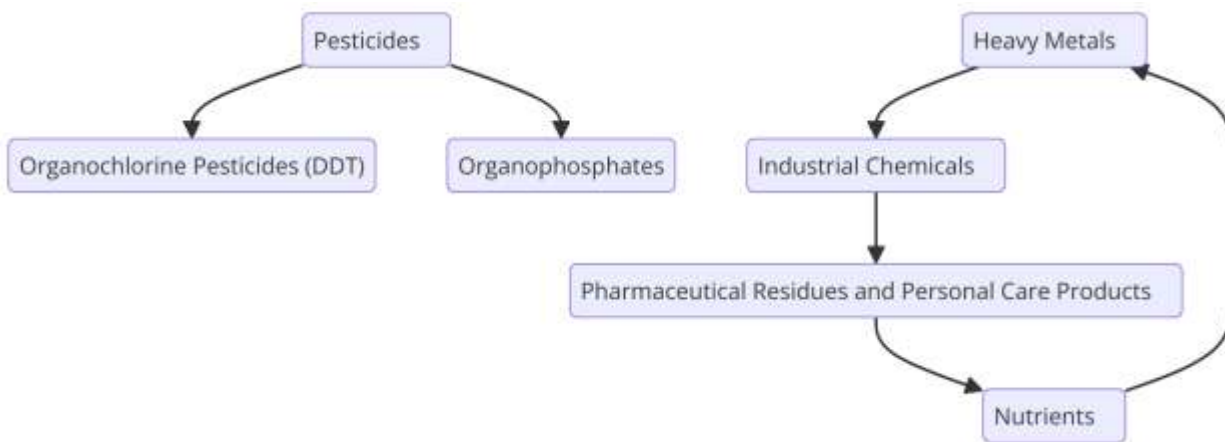 Pesticides
Heavy Metals
Organochlorine Pesticides (DDT)
Organophosphates
Industrial Chemicals
Pharmaceutical Residues and Personal Care Products
Nutrients